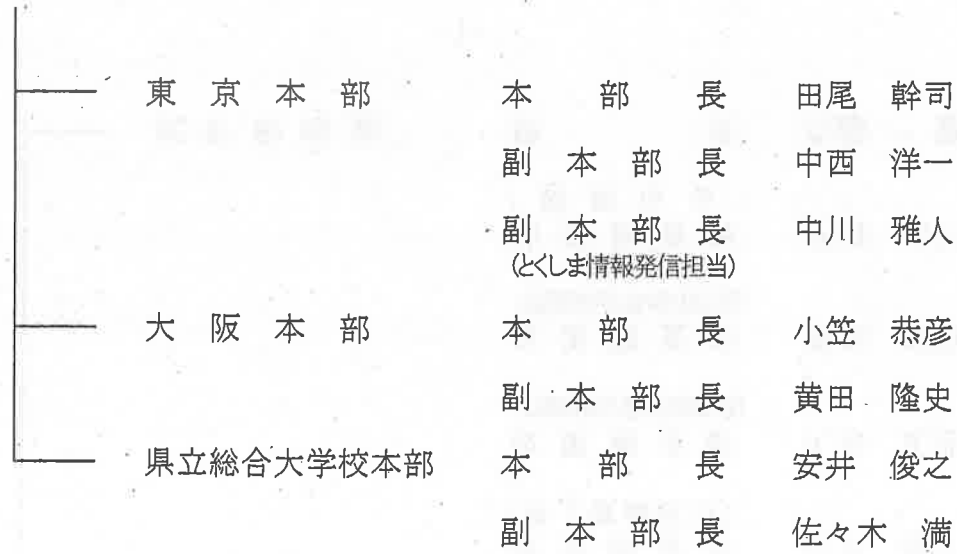 東京本部 本部長 田尾 幹司
副本部長 中西 洋一
副本部長 中川 雅人
(とくしま情報発信担当)
大阪本部 本部長 小笠 恭彦
副本部長 黄田 隆史
県立総合大学校本部 本部長 安井 俊之
副本部長 佐々木 満